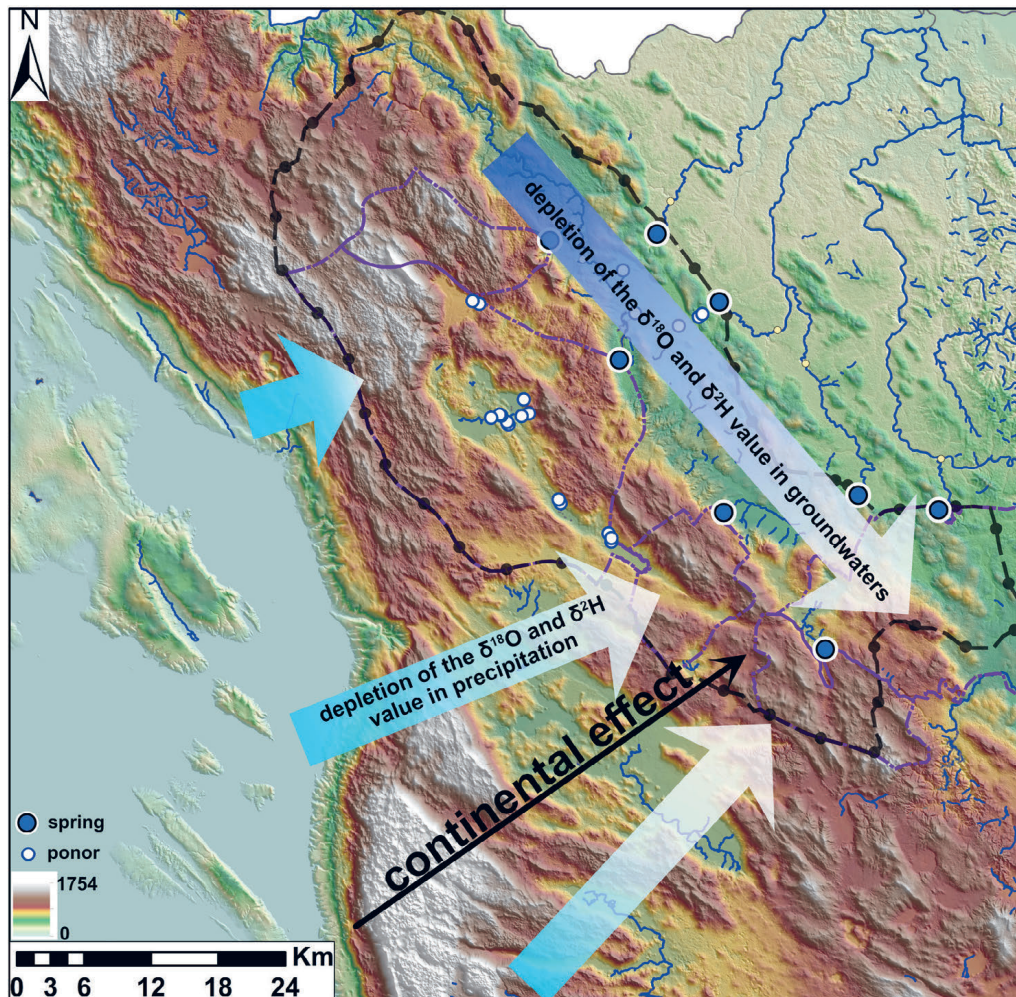 N
depletion of the δ¹⁸O and δ²H value in groundwaters
depletion of the δ¹⁸O and δ²H
value in precipitation
continental effect
spring
ponor
1754
0
Km
0 3 6 12 18 24